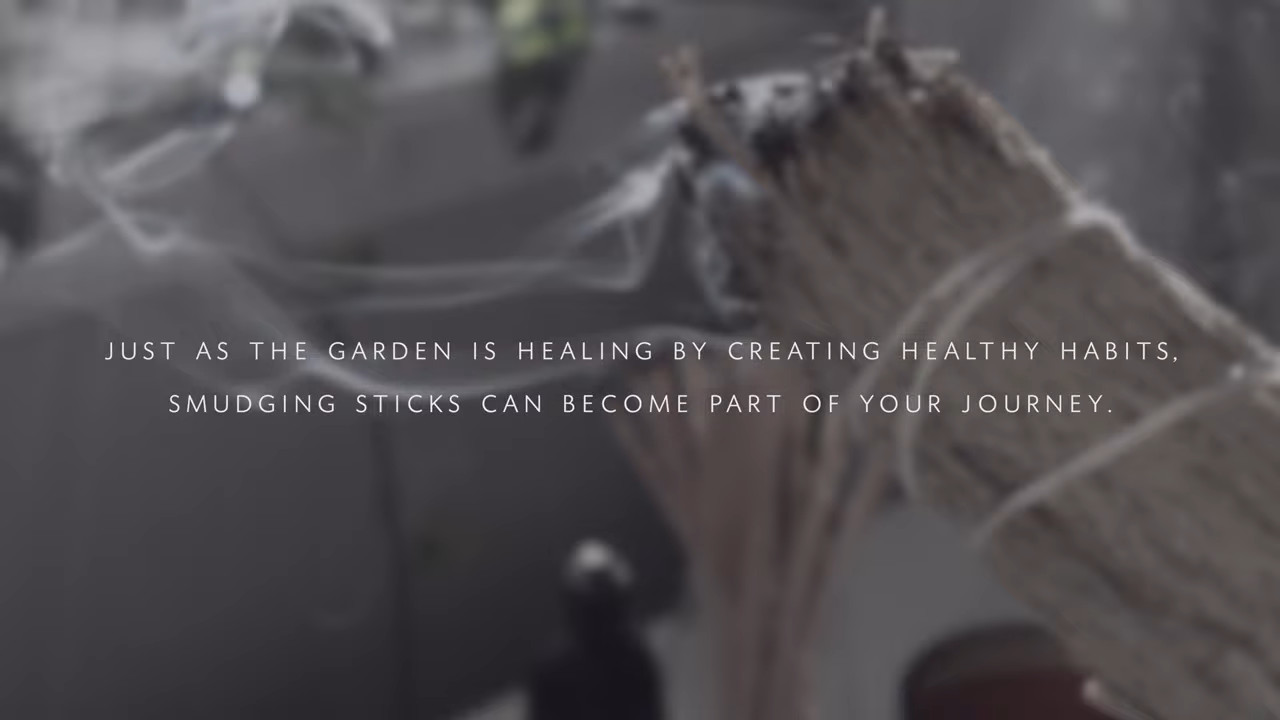 JUST AS THE GARDEN IS HEALING BY CREATING HEALTHY HABITS,
SMUDGING STICKS CAN BECOME PART OF YOUR JOURNEY.